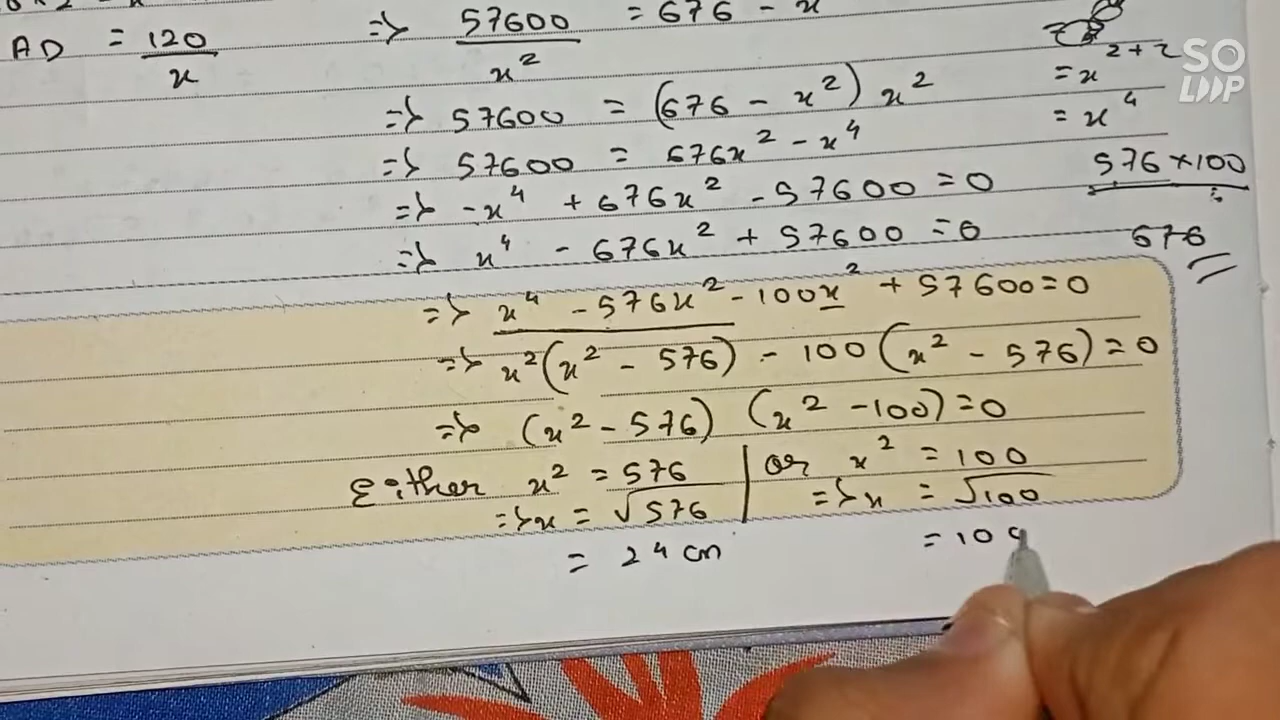 AD = 120/x
=> 57600/x² = 676 - x
=> 57600 = (676 - x²) x²
=> 57600 = 676x² - x⁴
=> -x⁴ + 676x² - 57600 = 0
=> x⁴ - 676x² + 57600 = 0
=> x⁴ - 576x² - 100x² + 57600 = 0
=> x²(x² - 576) - 100(x² - 576) = 0
=> (x² - 576) (x² - 100) = 0
Either x² = 576
=> x = √576
= 24 cm
or x² = 100
=> x = √100
= 10 c
= x²⁺²
= x⁴
576 × 100
676
SO
LOOP